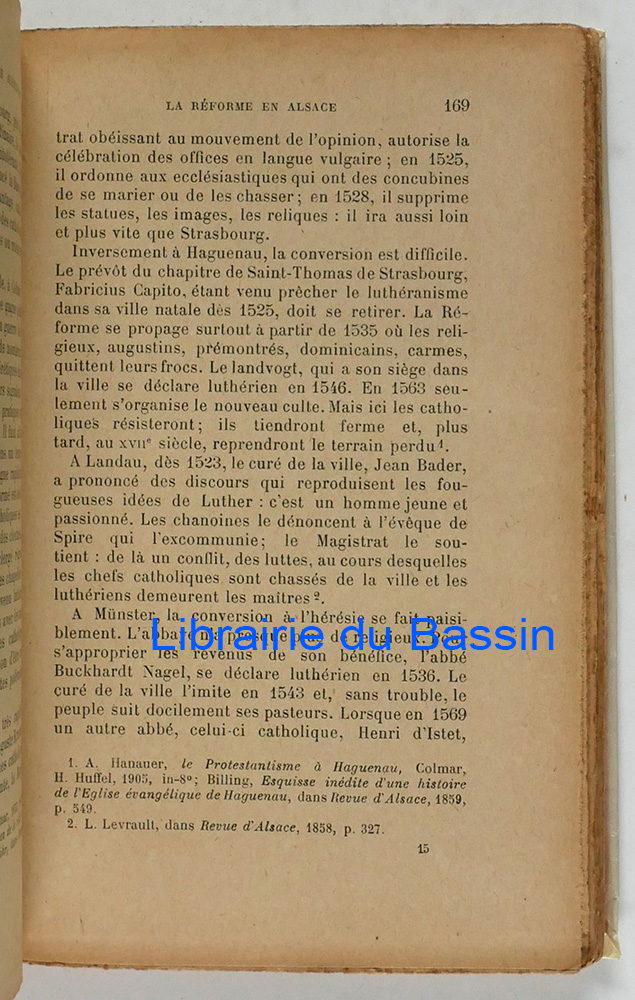 LA RÉFORME EN ALSACE 169
trat obéissant au mouvement de l'opinion, autorise la
célébration des offices en langue vulgaire ; en 1525,
il ordonne aux ecclésiastiques qui ont des concubines
de se marier ou de les chasser ; en 1528, il supprime
les statues, les images, les reliques : il ira aussi loin
et plus vite que Strasbourg.
Inversement à Haguenau, la conversion est difficile.
Le prévôt du chapitre de Saint-Thomas de Strasbourg,
Fabricius Capito, étant venu prêcher le luthéranisme
dans sa ville natale dès 1525, doit se retirer. La Ré-
forme se propage surtout à partir de 1535 où les reli-
gieux, augustins, prémontrés, dominicains, carmes,
quittent leurs frocs. Le landvogt, qui a son siège dans
la ville se déclare luthérien en 1546. En 1563 seu-
lement s'organise le nouveau culte. Mais ici les catho-
liques résisteront ; ils tiendront ferme et, plus
tard, au XVIIe siècle, reprendront le terrain perdu 1.
A Landau, dès 1523, le curé de la ville, Jean Bader,
a prononcé des discours qui reproduisent les fou-
gueuses idées de Luther : c'est un homme jeune et
passionné. Les chanoines le dénoncent à l'évêque de
Spire qui l'excommunie; le Magistrat le sou-
tient : de là un conflit, des luttes, au cours desquelles
les chefs catholiques sont chassés de la ville et les
luthériens demeurent les maîtres 2.
A Münster, la conversion à l'hérésie se fait paisi-
blement. L'abbaye n'a presque plus de religieux. Pour
Librairie du Bassin
s'approprier les revenus de son bénéfice, l'abbé
Buckhardt Nagel, se déclare luthérien en 1536. Le
curé de la ville l'imite en 1543 et, sans trouble, le
peuple suit docilement ses pasteurs. Lorsque en 1569
un autre abbé, celui-ci catholique, Henri d'Istet,
1. A. Hanauer, le Protestantisme à Haguenau, Colmar,
H. Huffel, 1905, in-8°; Billing, Esquisse inédite d'une histoire
de l'Eglise évangélique de Haguenau, dans Revue d'Alsace, 1859,
p. 549.
2. L. Levrault, dans Revue d'Alsace, 1858, p. 327.
15